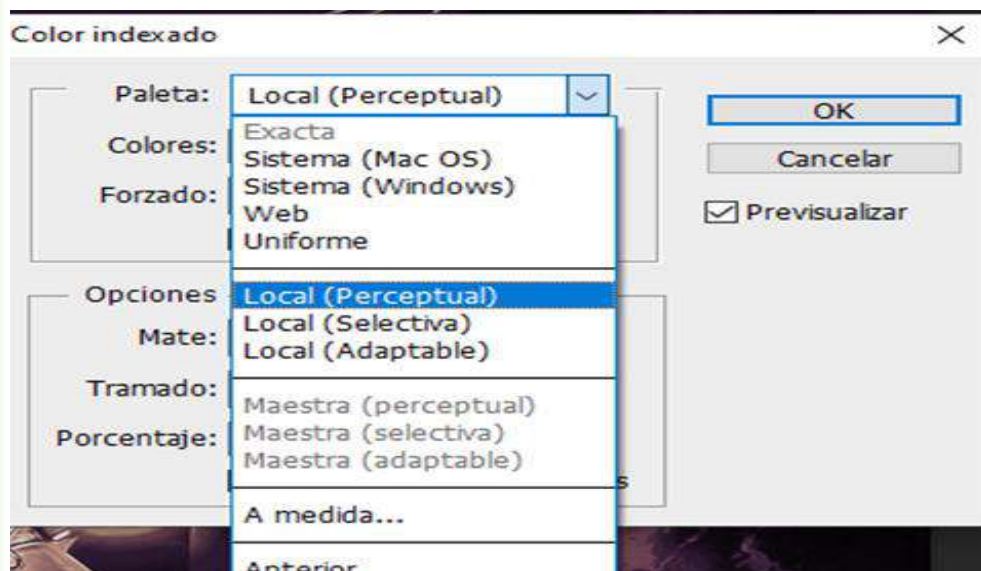 Color indexado
Paleta: Local (Perceptual)
OK
Exacta
Colores:
Sistema (Mac OS)
Cancelar
Forzado:
Sistema (Windows)
Web
Previsualizar
Uniforme
Opciones
Local (Perceptual)
Local (Selectiva)
Mate:
Local (Adaptable)
Tramado:
Maestra (perceptual)
Porcentaje:
Maestra (selectiva)
Maestra (adaptable)
s
A medida...
Anterior